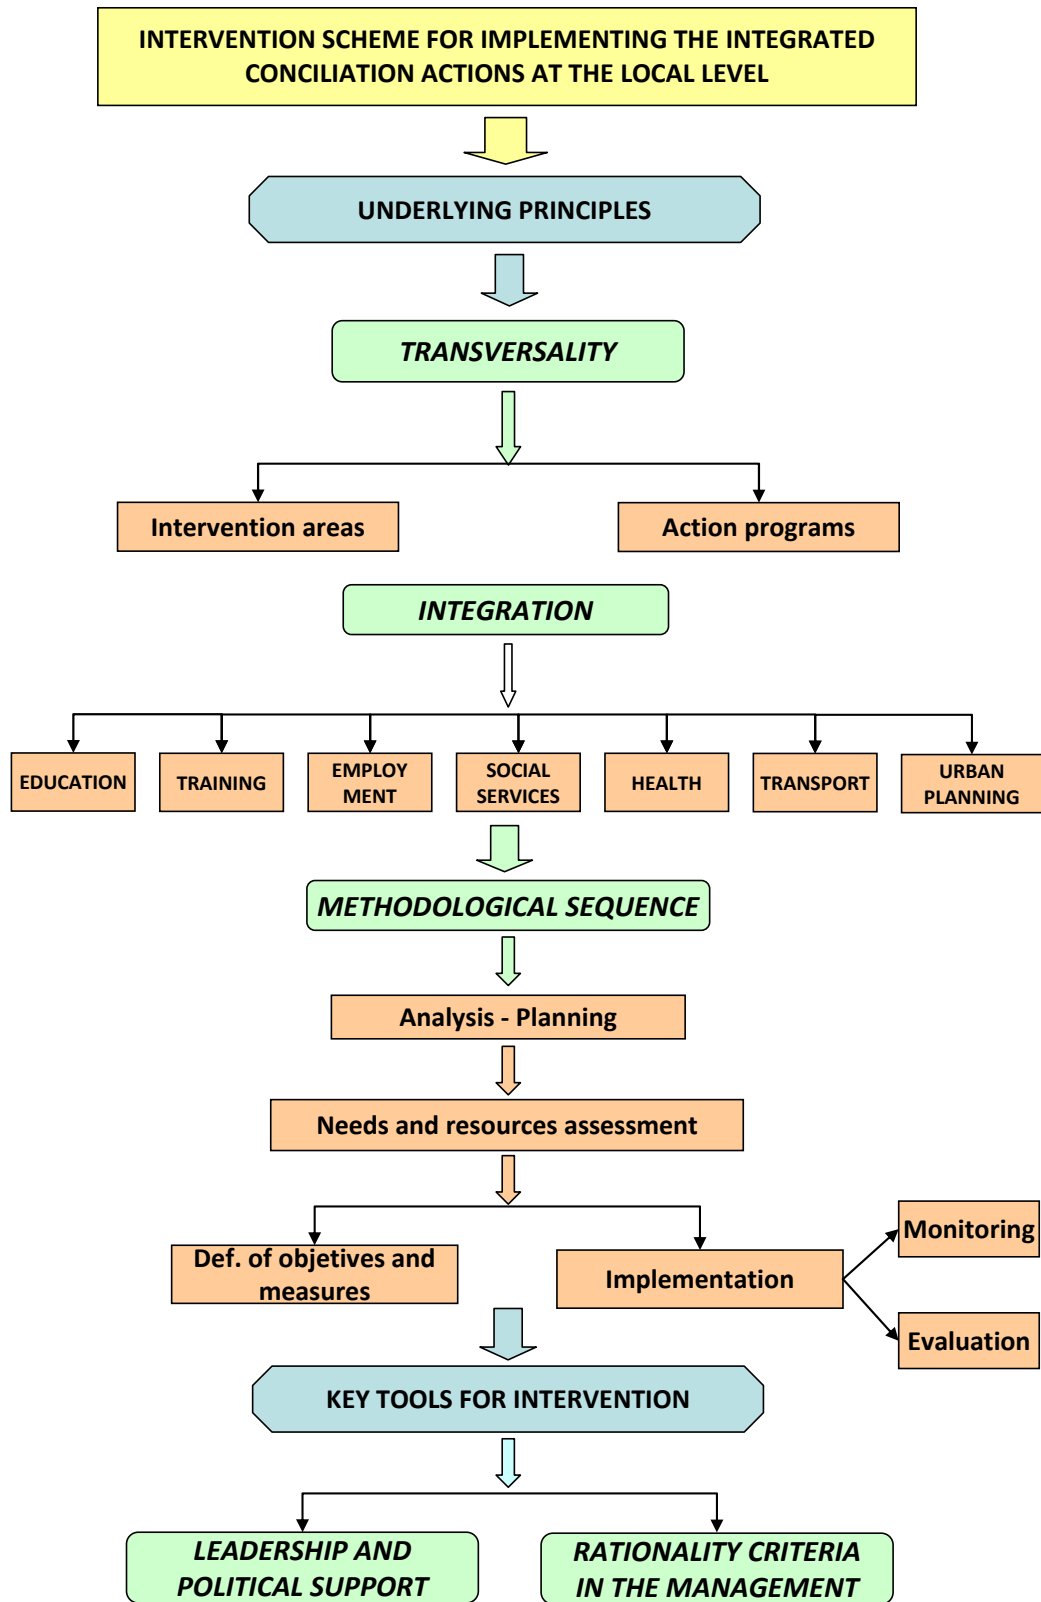 INTERVENTION SCHEME FOR IMPLEMENTING THE INTEGRATED
CONCILIATION ACTIONS AT THE LOCAL LEVEL
UNDERLYING PRINCIPLES
TRANSVERSALITY
Intervention areas
Action programs
INTEGRATION
EDUCATION
TRAINING
EMPLOY
MENT
SOCIAL
SERVICES
HEALTH
TRANSPORT
URBAN
PLANNING
METHODOLOGICAL SEQUENCE
Analysis - Planning
Needs and resources assessment
Def. of objetives and
measures
Implementation
Monitoring
Evaluation
KEY TOOLS FOR INTERVENTION
LEADERSHIP AND
POLITICAL SUPPORT
RATIONALITY CRITERIA
IN THE MANAGEMENT